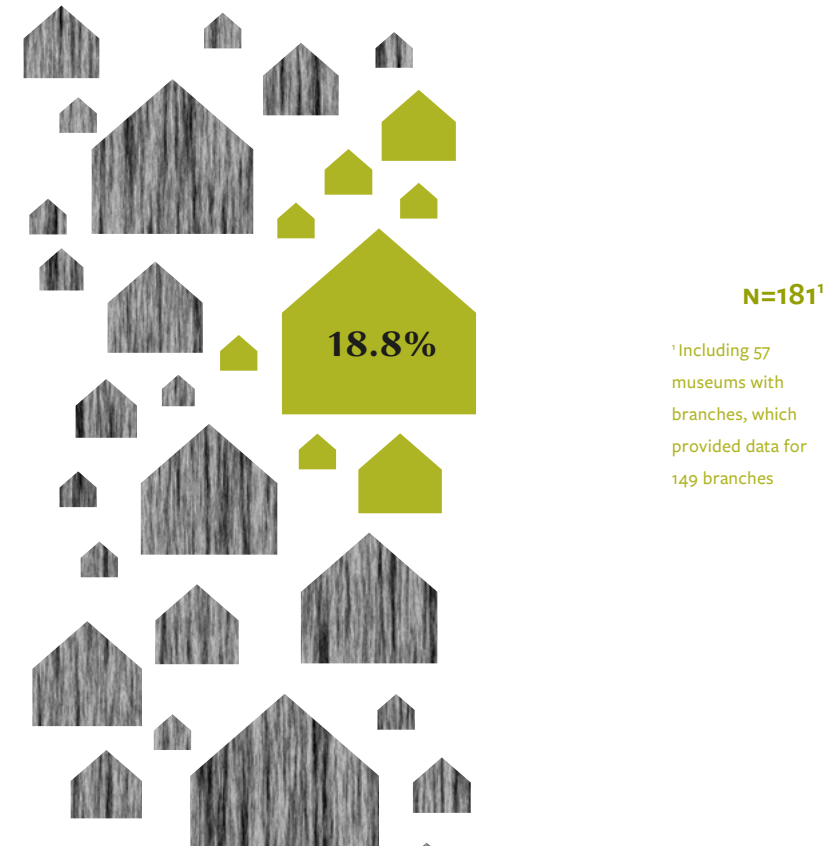 N=181¹
18.8%
¹ Including 57
museums with
branches, which
provided data for
149 branches